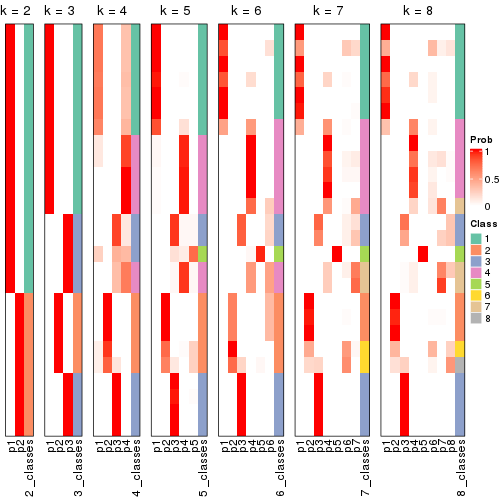 k = 2 k = 3 k = 4 k = 5 k = 6 k = 7 k = 8
Prob
1
0.5
0
Class
1
2
3
4
5
6
7
8
p1 p2 2_classes p1 p2 p3 3_classes p1 p2 p3 p4 4_classes p1 p2 p3 p4 p5 5_classes p1 p2 p3 p4 p5 p6 6_classes p1 p2 p3 p4 p5 p6 p7 7_classes p1 p2 p3 p4 p5 p6 p7 p8 8_classes